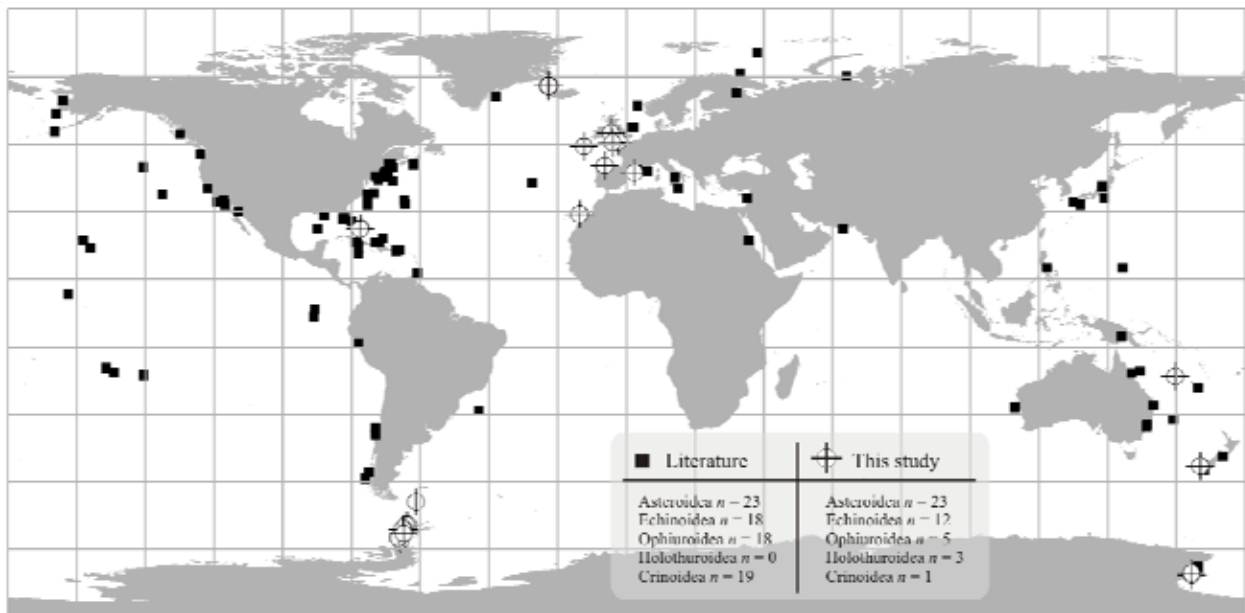 Literature
This study
Asteroidea n = 23
Echinoidea n = 18
Ophiuroidea n = 18
Holothuroidea n = 0
Crinoidea n = 19
Asteroidea n = 23
Echinoidea n = 12
Ophiuroidea n = 5
Holothuroidea n = 3
Crinoidea n = 1